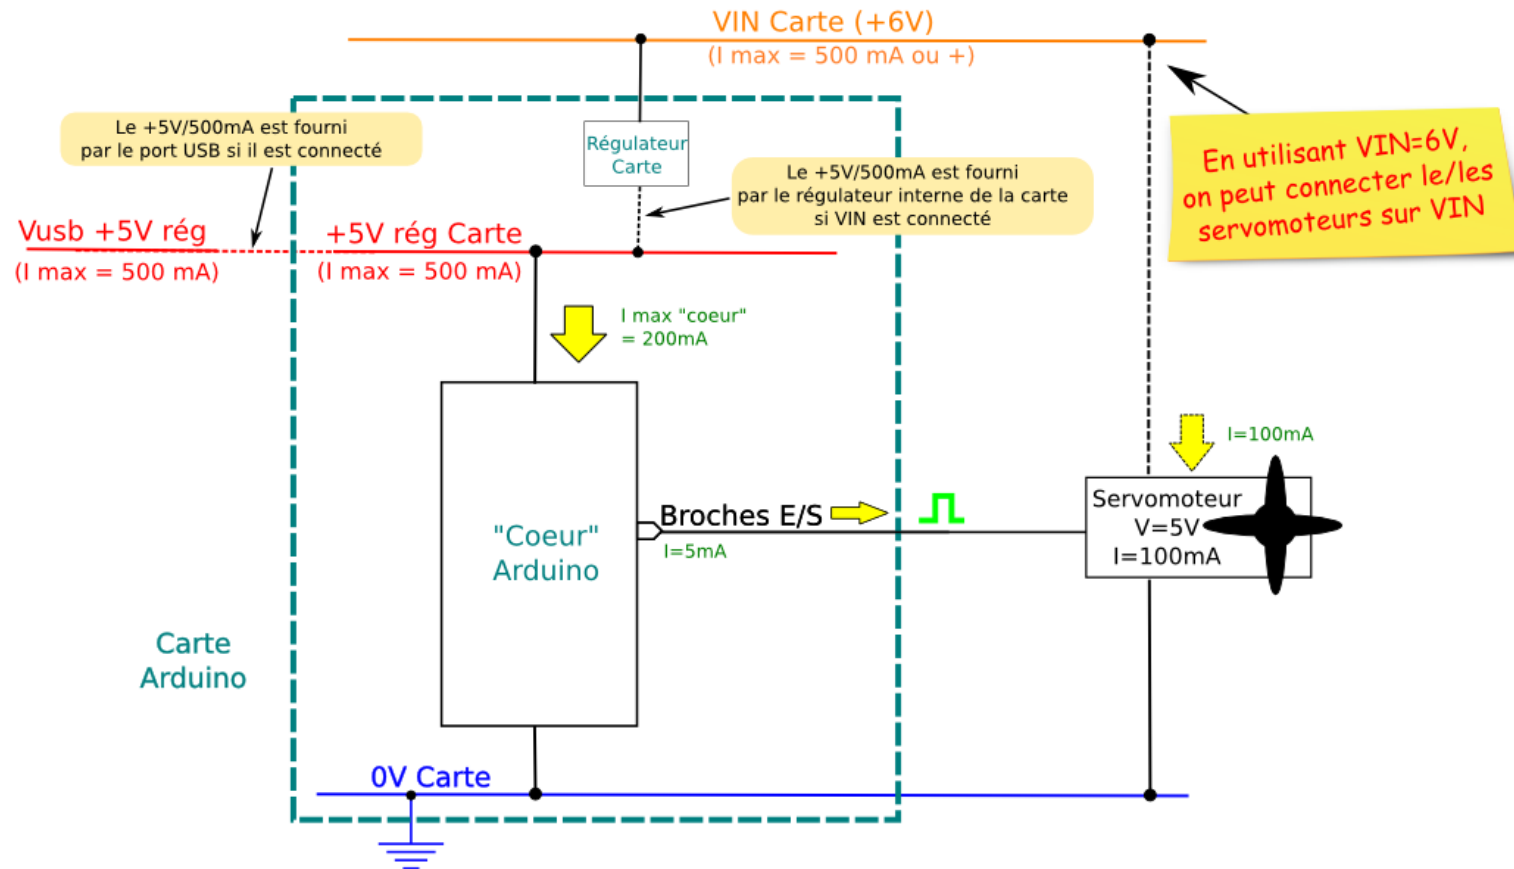 VIN Carte (+6V)
(I max = 500 mA ou +)
Le +5V/500mA est fourni
par le port USB si il est connecté
Régulateur
Carte
En utilisant VIN=6V,
on peut connecter le/les
servomoteurs sur VIN
Le +5V/500mA est fourni
par le régulateur interne de la carte
si VIN est connecté
Vusb +5V rég
(I max = 500 mA)
+5V rég Carte
(I max = 500 mA)
I max "coeur"
= 200mA
I=100mA
"Coeur"
Arduino
Broches E/S
I=5mA
Servomoteur
V=5V
I=100mA
Carte
Arduino
0V Carte